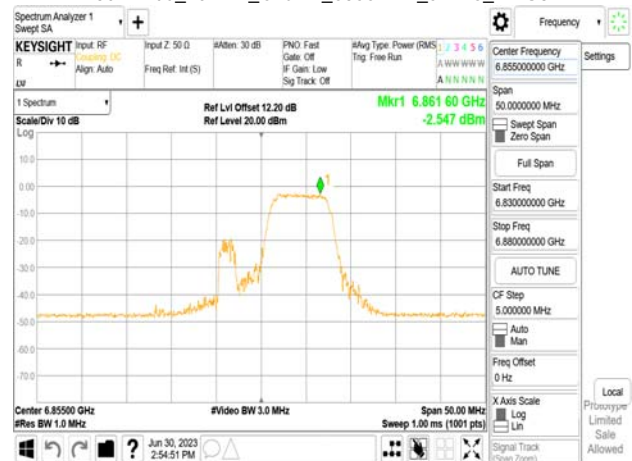 Spectrum Analyzer 1
Swept SA
Frequency
KEYSIGHT
Input: RF
Coupling: DC
Align: Auto
Input Z: 50 Ω
Freq Ref: Int (S)
#Atten: 30 dB
PNO: Fast
Gate: Off
IF Gain: Low
Sig Track: Off
#Avg Type: Power (RMS
Trig: Free Run
1 2 3 4 5 6
A W W W W W
A N N N N N
R
LV
Center Frequency
6.855000000 GHz
Settings
Span
50.0000000 MHz
Swept Span
Zero Span
Full Span
Start Freq
6.830000000 GHz
Stop Freq
6.880000000 GHz
AUTO TUNE
CF Step
5.000000 MHz
Auto
Man
Freq Offset
0 Hz
X Axis Scale
Log
Lin
Signal Track
(Span Zoom)
Local
Prototype
Limited
Sale
Allowed
1 Spectrum
Scale/Div 10 dB
Log
Ref Lvl Offset 12.20 dB
Ref Level 20.00 dBm
Mkr1 6.861 60 GHz
-2.547 dBm
1
10.0
0.00
-10.0
-20.0
-30.0
-40.0
-50.0
-60.0
-70.0
Center 6.85500 GHz
#Res BW 1.0 MHz
#Video BW 3.0 MHz
Span 50.00 MHz
Sweep 1.00 ms (1001 pts)
Jun 30, 2023
2:54:51 PM